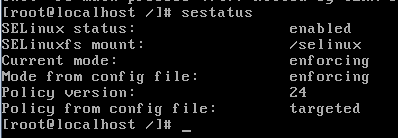 [root@localhost /]# sestatus
SELinux status: enabled
SELinuxfs mount: /selinux
Current mode: enforcing
Mode from config file: enforcing
Policy version: 24
Policy from config file: targeted
[root@localhost /]# _